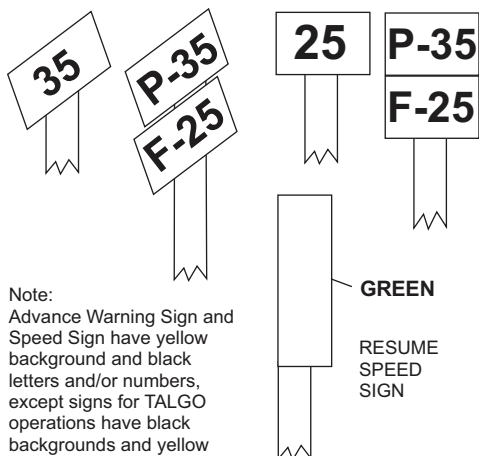 35
P-35
F-25
25
P-35
F-25
GREEN
RESUME
SPEED
SIGN
Note:
Advance Warning Sign and
Speed Sign have yellow
background and black
letters and/or numbers,
except signs for TALGO
operations have black
backgrounds and yellow